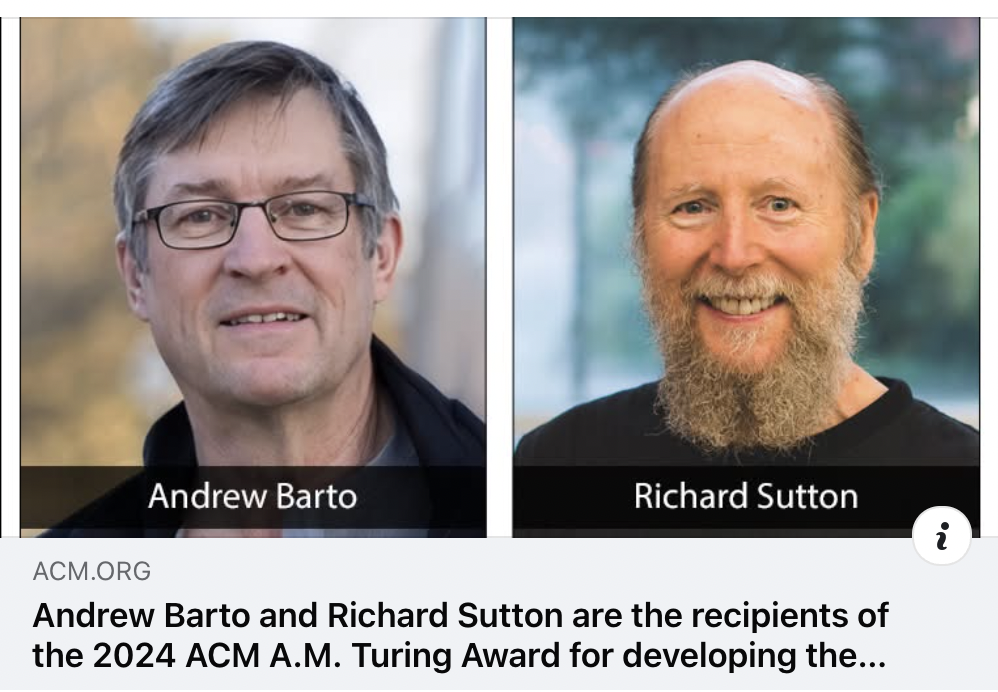 Andrew Barto
Richard Sutton
i
ACM.ORG
Andrew Barto and Richard Sutton are the recipients of
the 2024 ACM A.M. Turing Award for developing the...